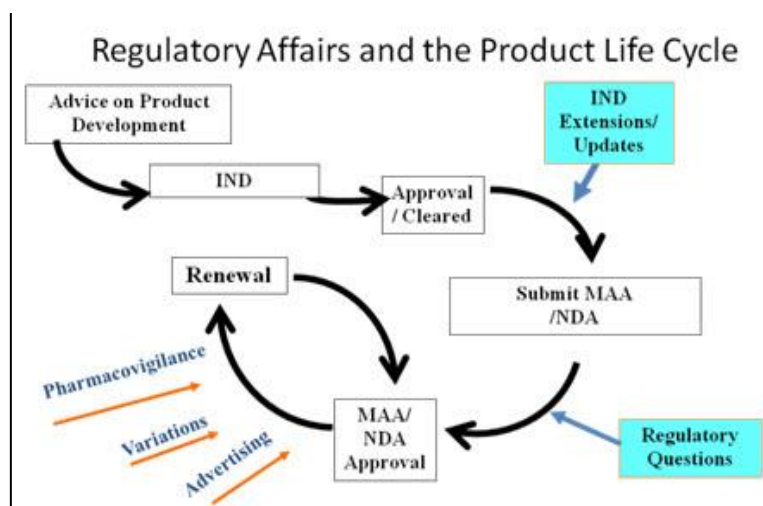 Regulatory Affairs and the Product Life Cycle
Advice on Product
Development
IND
Extensions/
Updates
IND
Approval
/ Cleared
Renewal
Submit MAA
/NDA
Pharmacovigilance
Variations
Advertising
MAA/
NDA
Approval
Regulatory
Questions